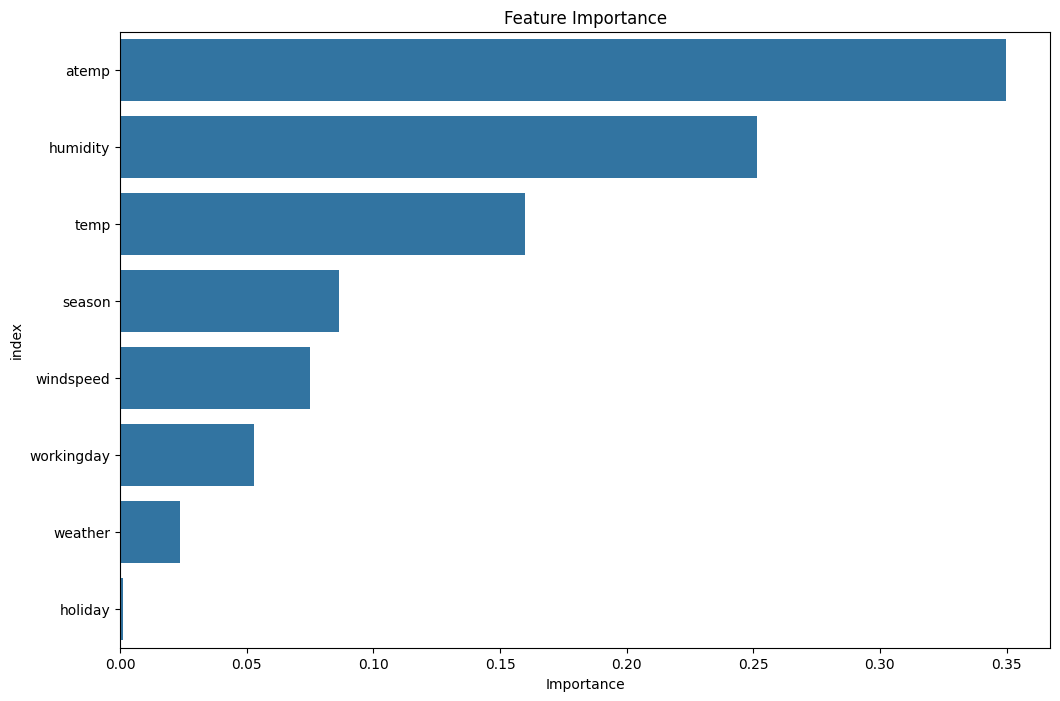 Feature Importance
atemp
humidity
temp
season
windspeed
workingday
weather
holiday
index
0.00 0.05 0.10 0.15 0.20 0.25 0.30 0.35
Importance